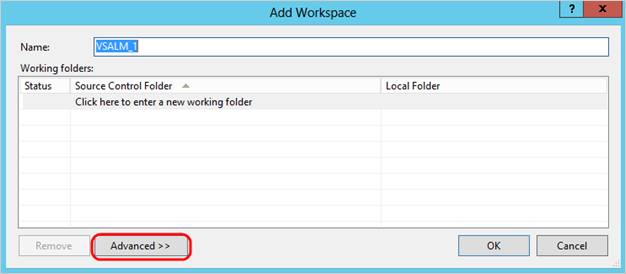 Add Workspace
? X
Name: VSALM_1
Working folders:
Status Source Control Folder Local Folder
Click here to enter a new working folder
Remove Advanced >> OK Cancel